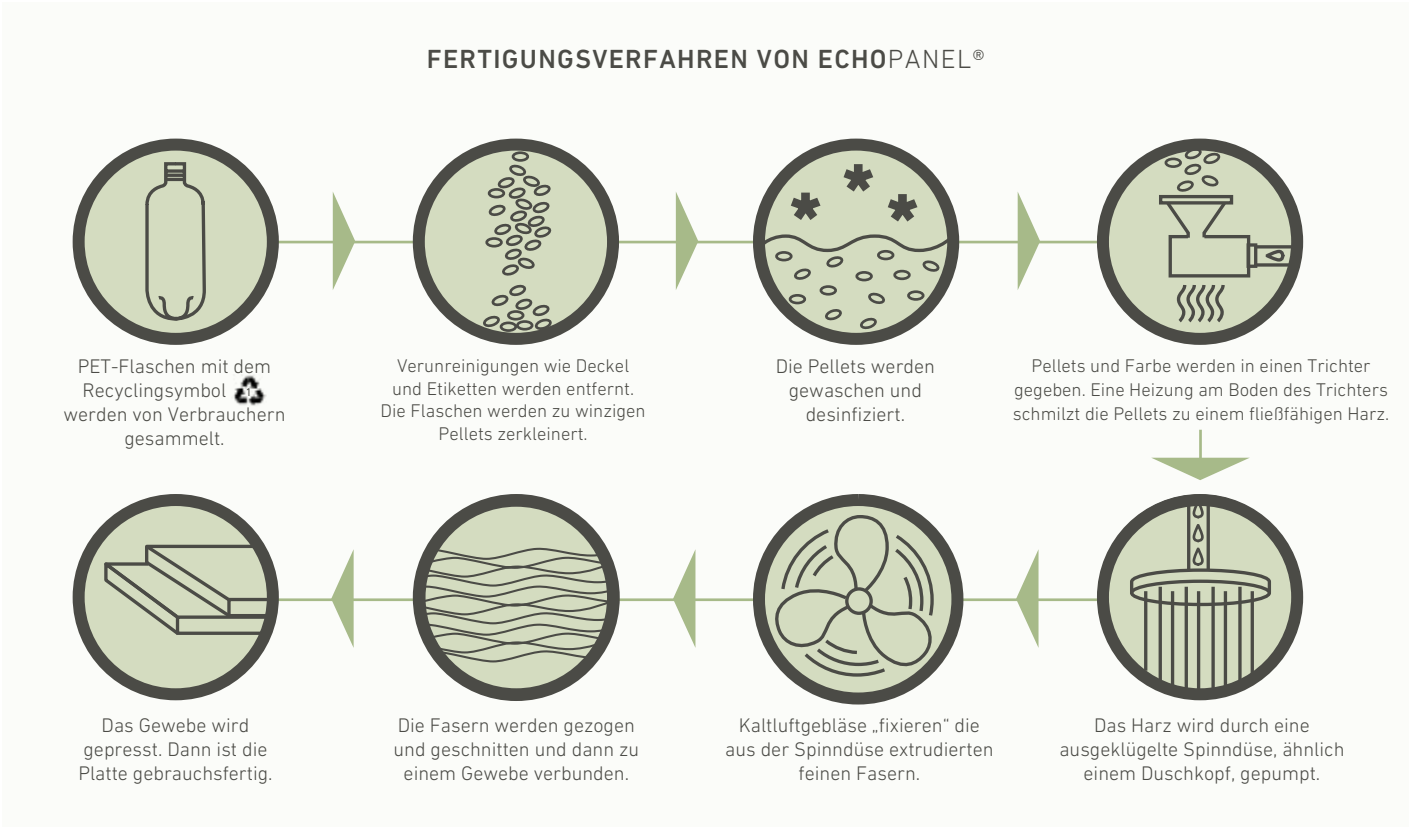 FERTIGUNGSVERFAHREN VON ECHOPANEL®
PET-Flaschen mit dem
Recyclingsymbol 1
werden von Verbrauchern
gesammelt.
Verunreinigungen wie Deckel
und Etiketten werden entfernt.
Die Flaschen werden zu winzigen
Pellets zerkleinert.
Die Pellets werden
gewaschen und
desinfiziert.
Pellets und Farbe werden in einen Trichter
gegeben. Eine Heizung am Boden des Trichters
schmilzt die Pellets zu einem fließfähigen Harz.
Das Harz wird durch eine
ausgeklügelte Spinndüse, ähnlich
einem Duschkopf, gepumpt.
Kaltluftgebläse „fixieren“ die
aus der Spinndüse extrudierten
feinen Fasern.
Die Fasern werden gezogen
und geschnitten und dann zu
einem Gewebe verbunden.
Das Gewebe wird
gepresst. Dann ist die
Platte gebrauchsfertig.